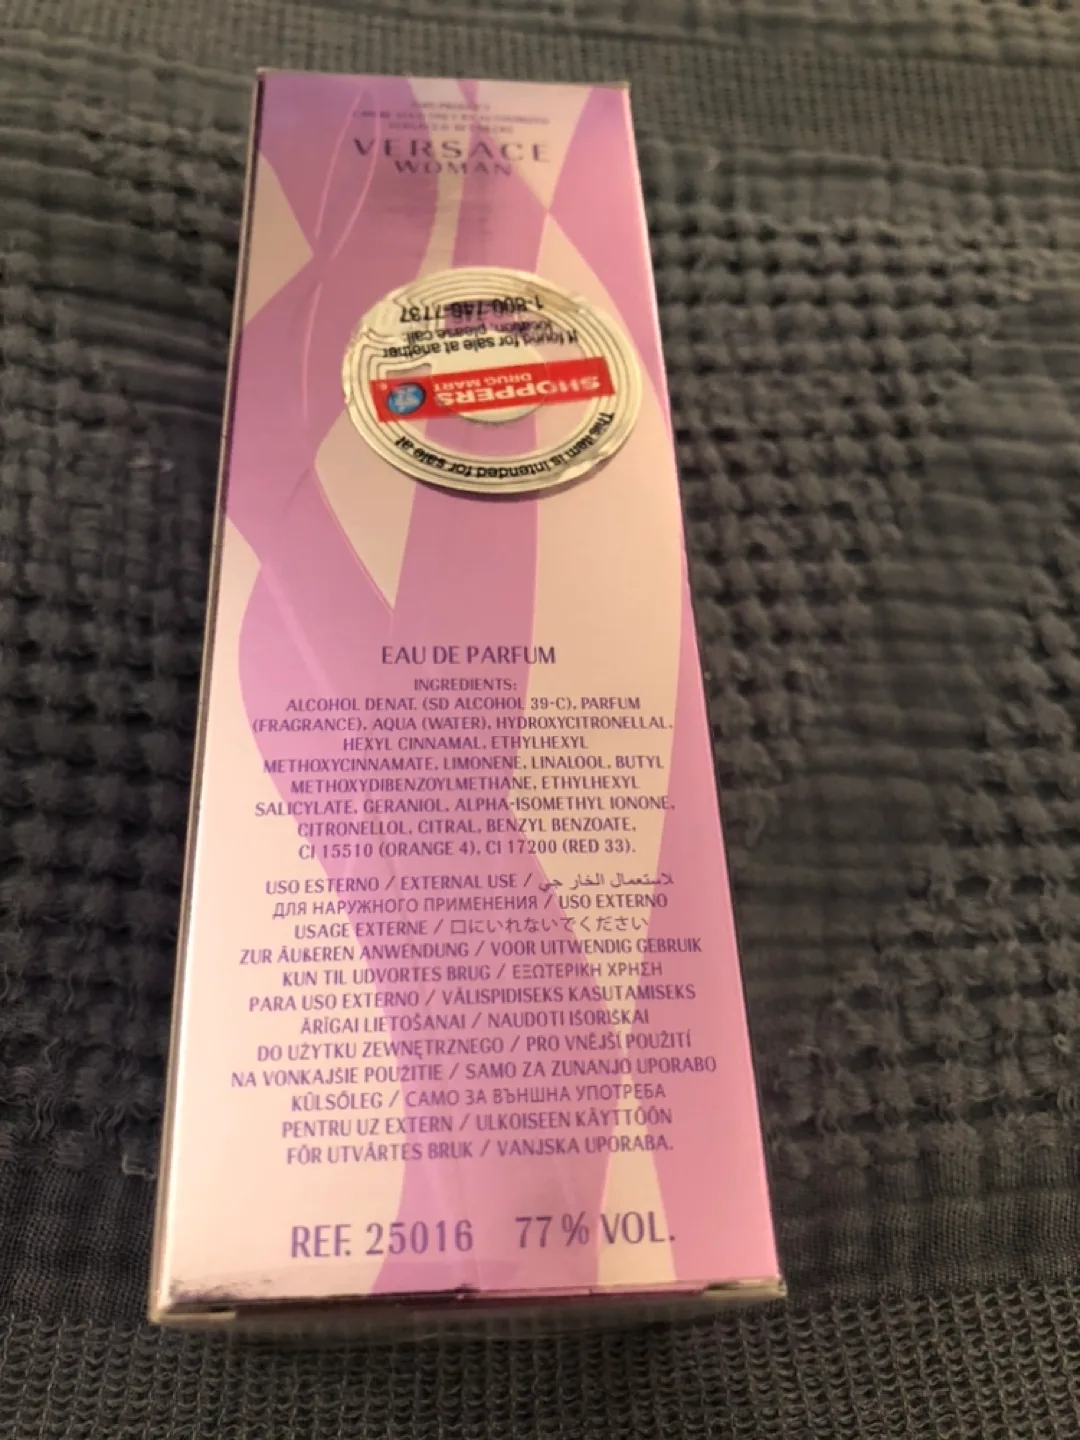 THIS PRODUCT
VERSACE
WOMAN
1-800-746-7137
location, please call:
If found for sale at another
SHOPPERS
DRUG MART
This item is intended for sale at
EAU DE PARFUM
INGREDIENTS:
ALCOHOL DENAT. (SD ALCOHOL 39-C), PARFUM
(FRAGRANCE), AQUA (WATER), HYDROXYCITRONELLAL,
HEXYL CINNAMAL, ETHYLHEXYL
METHOXYCINNAMATE, LIMONENE, LINALOOL, BUTYL
METHOXYDIBENZOYLMETHANE, ETHYLHEXYL
SALICYLATE, GERANIOL, ALPHA-ISOMETHYL IONONE,
CITRONELLOL, CITRAL, BENZYL BENZOATE,
CI 15510 (ORANGE 4), CI 17200 (RED 33).
USO ESTERNO / EXTERNAL USE / لاستعمال الخارجي
ДЛЯ НАРУЖНОГО ПРИМЕНЕНИЯ / USO EXTERNO
USAGE EXTERNE / 口にいれないでください
ZUR ÄUßEREN ANWENDUNG / VOOR UITWENDIG GEBRUIK
KUN TIL UDVORTES BRUG / ΕΞΩΤΕΡΙΚΗ ΧΡΗΣΗ
PARA USO EXTERNO / VÄLISPIDISEKS KASUTAMISEKS
ĀRĪGAI LIETOŠANAI / NAUDOTI IŠORIŠKAI
DO UŻYTKU ZEWNĘTRZNEGO / PRO VNĚJŠÍ POUŽITÍ
NA VONKAJŠIE POUŽITIE / SAMO ZA ZUNANJO UPORABO
KÜLSŐLEG / САМО ЗА ВЪНШНА УПОТРЕБА
PENTRU UZ EXTERN / ULKOISEEN KÄYTTÖÖN
FÖR UTVÄRTES BRUK / VANJSKA UPORABA.
REF. 25016 77% VOL.